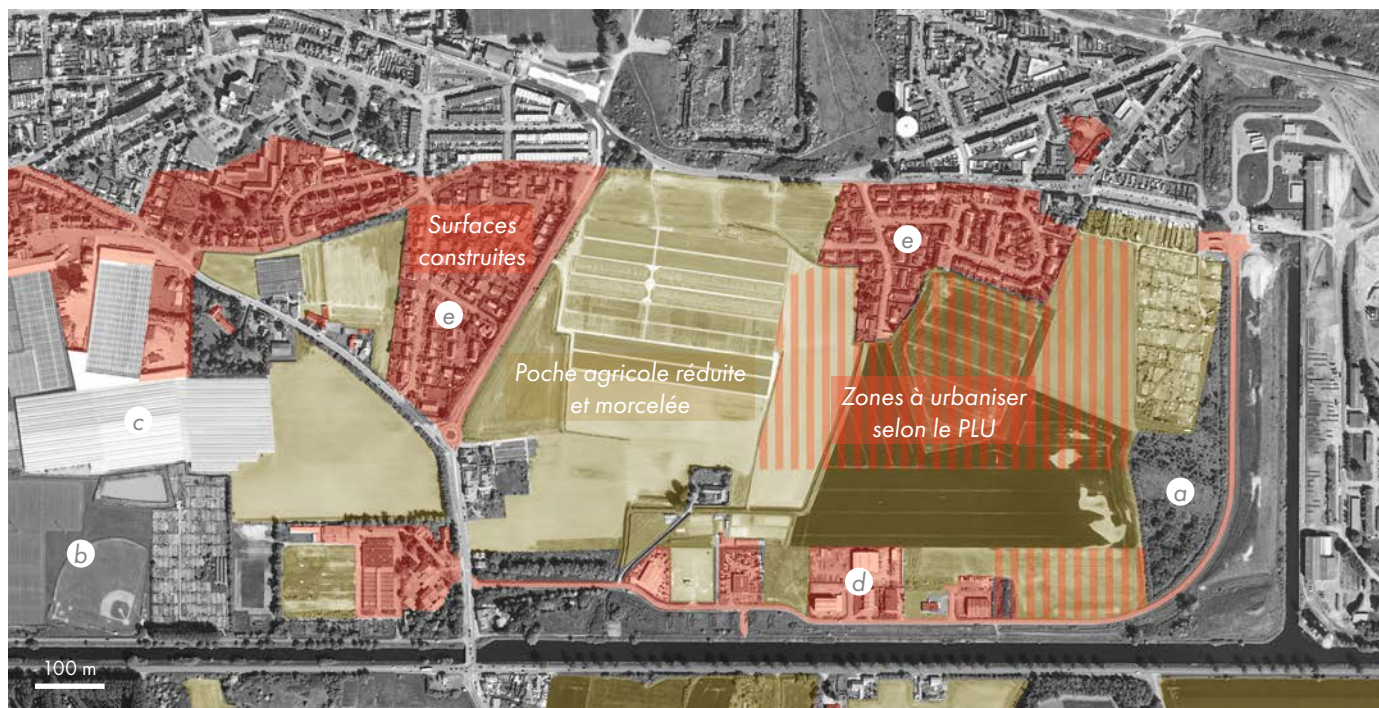 Surfaces
construites
e
e
Poche agricole réduite
et morcelée
Zones à urbaniser
selon le PLU
c
a
b
d
100 m